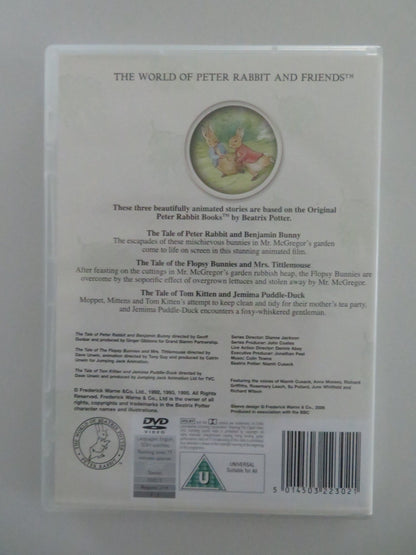 THE WORLD OF PETER RABBIT AND FRIENDS™
These three beautifully animated stories are based on the Original
Peter Rabbit Books™ by Beatrix Potter.
The Tale of Peter Rabbit and Benjamin Bunny
The escapades of these mischievous bunnies in Mr. McGregor's garden
come to life on screen in this stunning animated film.
The Tale of the Flopsy Bunnies and Mrs. Tittlemouse
After feasting on the cuttings in Mr. McGregor's garden rubbish heap, the Flopsy Bunnies are
overcome by the soporific effect of overgrown lettuces and stolen away by Mr. McGregor.
The Tale of Tom Kitten and Jemima Puddle-Duck
Moppet, Mittens and Tom Kitten's attempt to keep clean and tidy for their mother's tea party,
and Jemima Puddle-Duck encounters a foxy-whiskered gentleman.
The Tale of Peter Rabbit and Benjamin Bunny directed by Geoff
Dunbar and produced by Ginger Gibbons for Grand Slamm Partnership.
The Tale of The Flopsy Bunnies and Mrs. Tittlemouse directed by
Dave Unwin, animation directing by Tony Guy and produced by
for Jumping Jack Animation.
The Tale of Tom Kitten and Jemima Puddle-Duck directed by
Dave Unwin and produced by Jumping Jack Animation Ltd for TVC.
© Frederick Warne & Co. Ltd, 1992, 1993, 1995. All Rights
Reserved. Frederick Warne & Co, Ltd is the owner of all
rights, copyrights and trademarks in the Beatrix Potter
character names and illustrations.
Series Director: Dianne Jackson
Series Producer: John Coates
Live Action Director: Dennis Abey
Executive Producer: Jonathan Peel
Music: Colin Towns
Beatrix Potter: Niamh Cusack
Featuring the voices of Niamh Cusack, Anna Massey, Richard
Griffiths, Rosemary Leach, Su Pollard, June Whitfield and
Richard Wilson
Sleeve design © Frederick Warne & Co., 2006
Produced in association with BBC
THE WORLD OF BEATRIX POTTER
PETER RABBIT
DVD
VIDEO
U
UNIVERSAL
Suitable for All
5 014503 223021